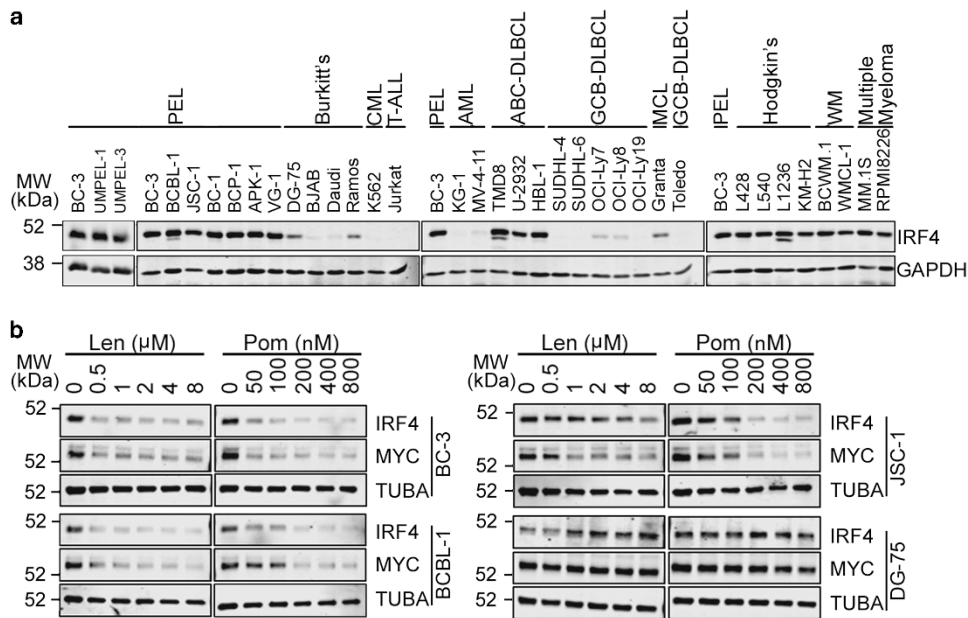 a
PEL
Burkitt's
CML
T-ALL
PEL
AML
ABC-DLBCL
GCB-DLBCL
MCL
GCB-DLBCL
PEL
Hodgkin's
WM
Multiple
Myeloma
MW
(kDa)
BC-3
UMPEL-1
UMPEL-3
BC-3
BCBL-1
JSC-1
BC-1
BCP-1
APK-1
VG-1
DG-75
BJAB
Daudi
Ramos
K562
Jurkat
BC-3
KG-1
MV-4-11
TMD8
U-2932
HBL-1
SUDHL-4
SUDHL-6
OCI-Ly7
OCI-Ly8
OCI-Ly19
Granta
Toledo
BC-3
L428
L540
L1236
KM-H2
BCWM.1
WMCL-1
MM.1S
RPMI8226
52
IRF4
38
GAPDH
b
Len (µM)
Pom (nM)
MW
(kDa)
0 0.5 1 2 4 8
0 50 100 200 400 800
52
IRF4
52
MYC
52
TUBA
BC-3
52
IRF4
52
MYC
52
TUBA
BCBL-1
Len (µM)
Pom (nM)
MW
(kDa)
0 0.5 1 2 4 8
0 50 100 200 400 800
52
IRF4
52
MYC
52
TUBA
JSC-1
52
IRF4
52
MYC
52
TUBA
DG-75